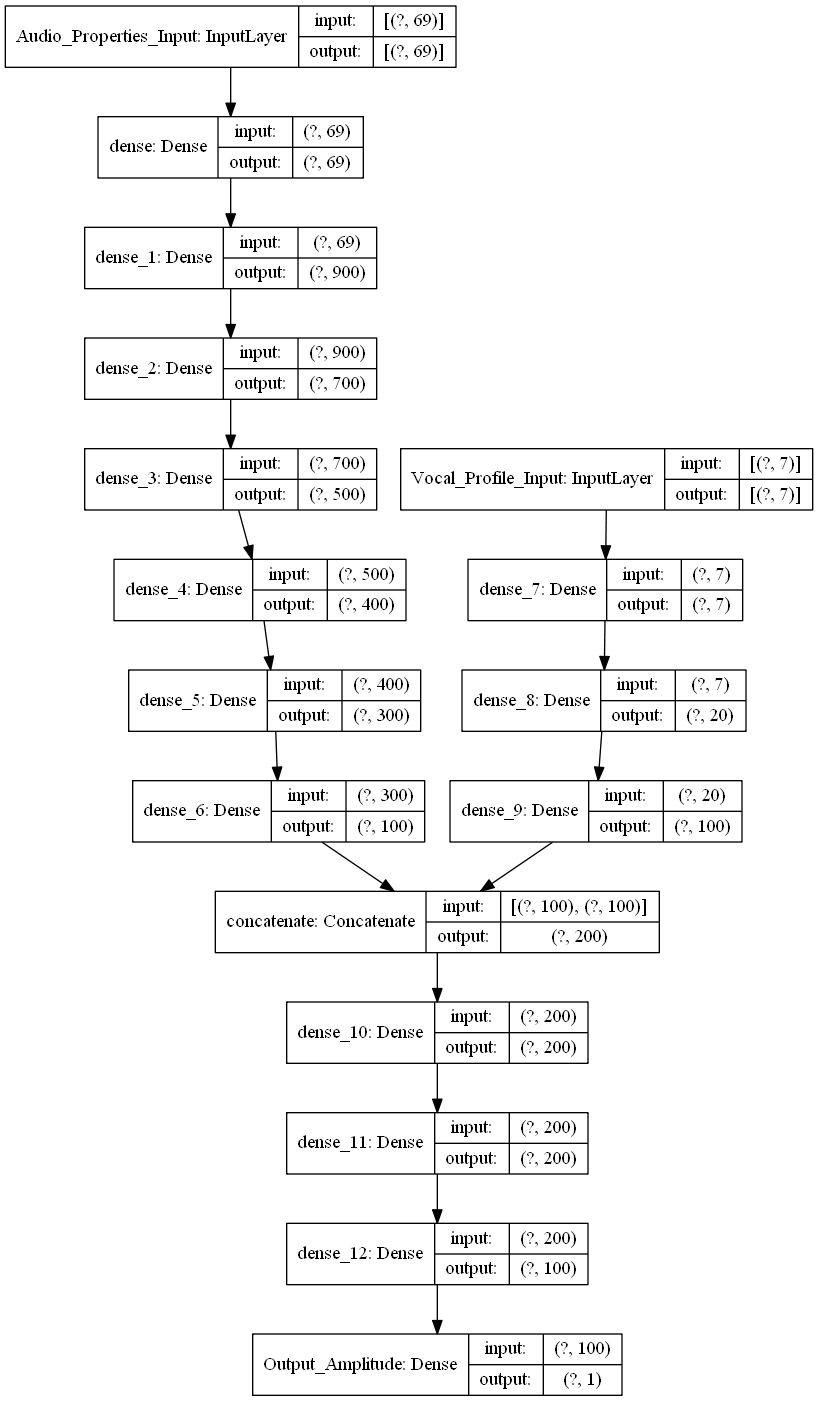 Audio_Properties_Input: InputLayer
input: [(?, 69)]
output: [(?, 69)]
dense: Dense
input: (?, 69)
output: (?, 69)
dense_1: Dense
input: (?, 69)
output: (?, 900)
dense_2: Dense
input: (?, 900)
output: (?, 700)
dense_3: Dense
input: (?, 700)
output: (?, 500)
Vocal_Profile_Input: InputLayer
input: [(?, 7)]
output: [(?, 7)]
dense_4: Dense
input: (?, 500)
output: (?, 400)
dense_7: Dense
input: (?, 7)
output: (?, 7)
dense_5: Dense
input: (?, 400)
output: (?, 300)
dense_8: Dense
input: (?, 7)
output: (?, 20)
dense_6: Dense
input: (?, 300)
output: (?, 100)
dense_9: Dense
input: (?, 20)
output: (?, 100)
concatenate: Concatenate
input: [(?, 100), (?, 100)]
output: (?, 200)
dense_10: Dense
input: (?, 200)
output: (?, 200)
dense_11: Dense
input: (?, 200)
output: (?, 200)
dense_12: Dense
input: (?, 200)
output: (?, 100)
Output_Amplitude: Dense
input: (?, 100)
output: (?, 1)